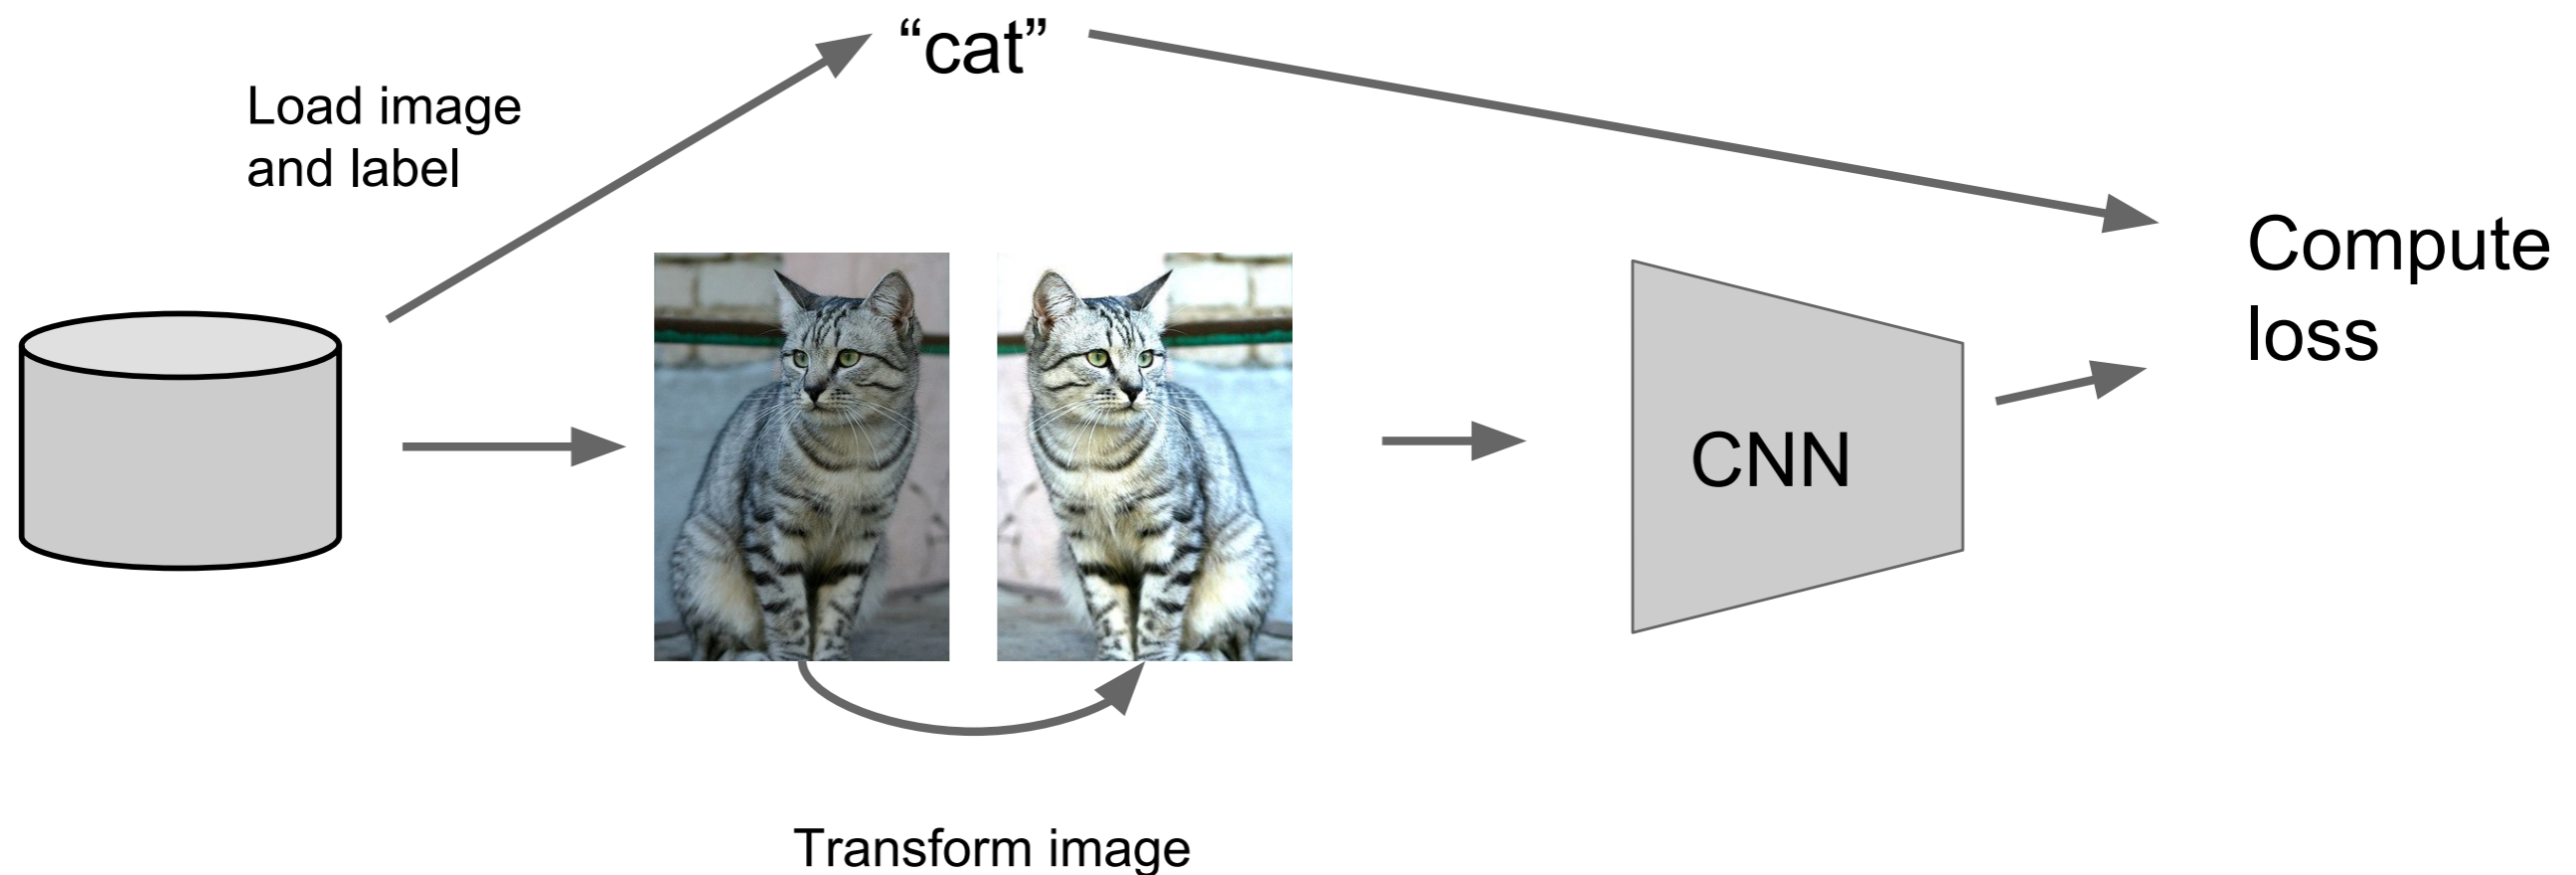 “cat”
Load image
and label
Compute
loss
CNN
Transform image